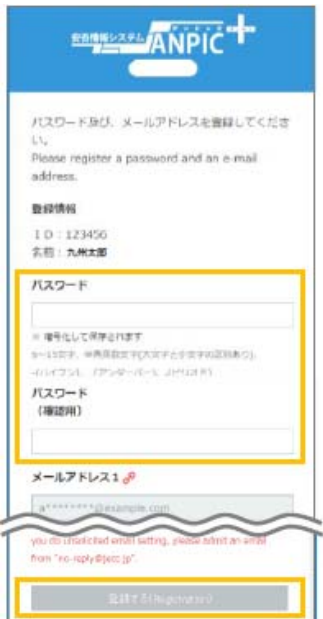 安否情報システム
ANPIC+
パスワード及び、メールアドレスを登録してくださ
い。
Please register a password and an e-mail
address.
登録情報
ID:123456
名前:九州太郎
パスワード
※ 暗号化して保存されます
パスワード
(確認用)
メールアドレス1
a********@example.com
you do unsolicited email setting, please admit an email
from "no-reply@jecc.jp".
登録する(Registration)